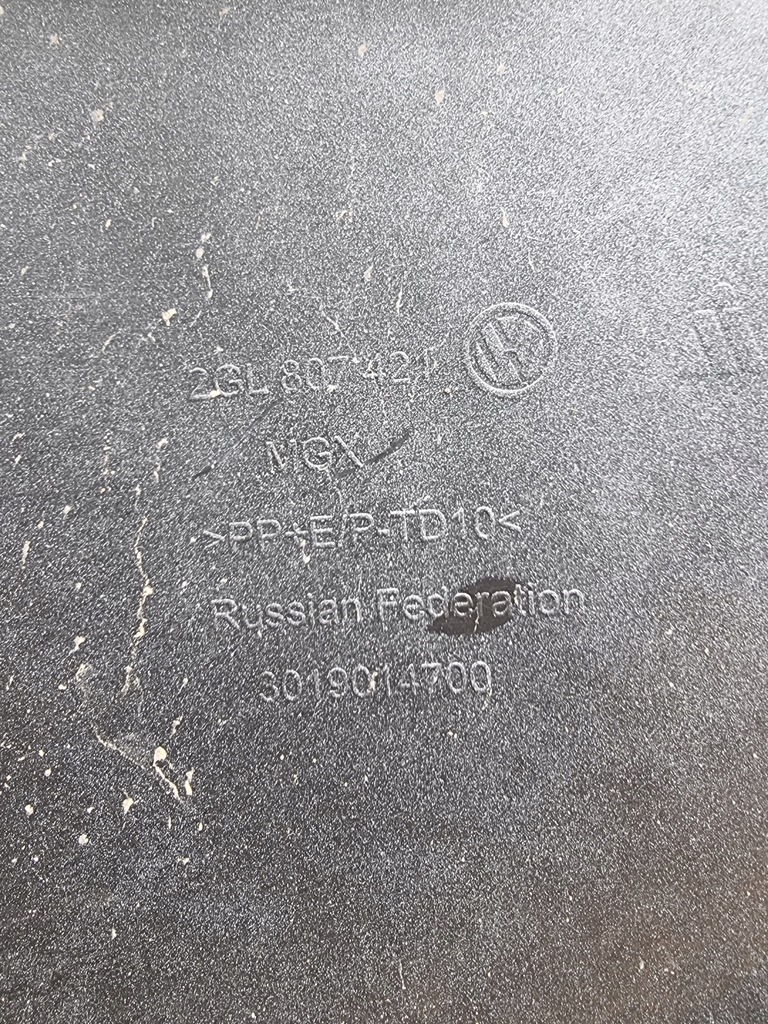 2GL 807 421
MGX
>PP+E/P-TD10<
Russian Federation
3019014700